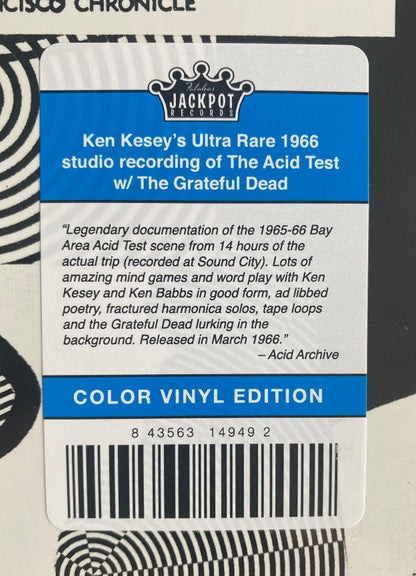 CISCO CHRONICLE
Fabulous
JACKPOT
RECORDS
Ken Kesey's Ultra Rare 1966
studio recording of The Acid Test
w/ The Grateful Dead
"Legendary documentation of the 1965-66 Bay
Area Acid Test scene from 14 hours of the
actual trip (recorded at Sound City). Lots of
amazing mind games and word play with Ken
Kesey and Ken Babbs in good form, ad libbed
poetry, fractured harmonica solos, tape loops
and the Grateful Dead lurking in the
background. Released in March 1966."
– Acid Archive
COLOR VINYL EDITION
8 43563 14949 2